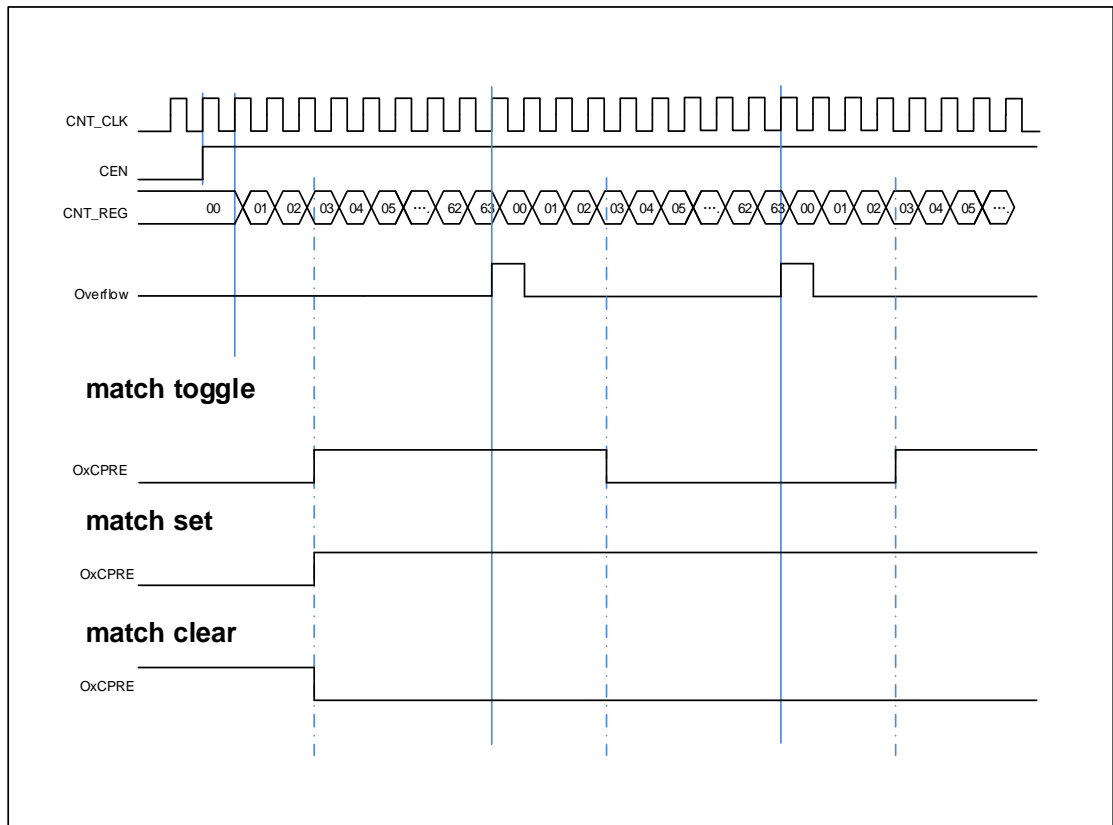 CNT_CLK
CEN
CNT_REG 00 01 02 03 04 05 ···. 62 63 00 01 02 03 04 05 ···. 62 63 00 01 02 03 04 05 ···.
Overflow
match toggle
OxCPRE
match set
OxCPRE
match clear
OxCPRE